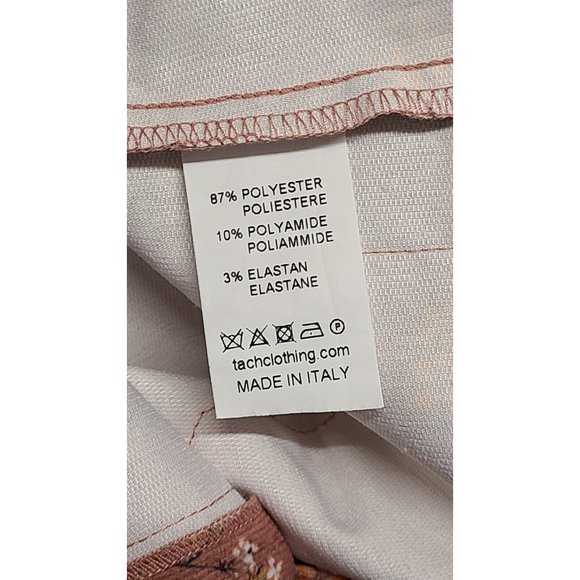 87% POLYESTER
POLIESTERE
10% POLYAMIDE
POLIAMMIDE
3% ELASTAN
ELASTANE
P
tachclothing.com
MADE IN ITALY